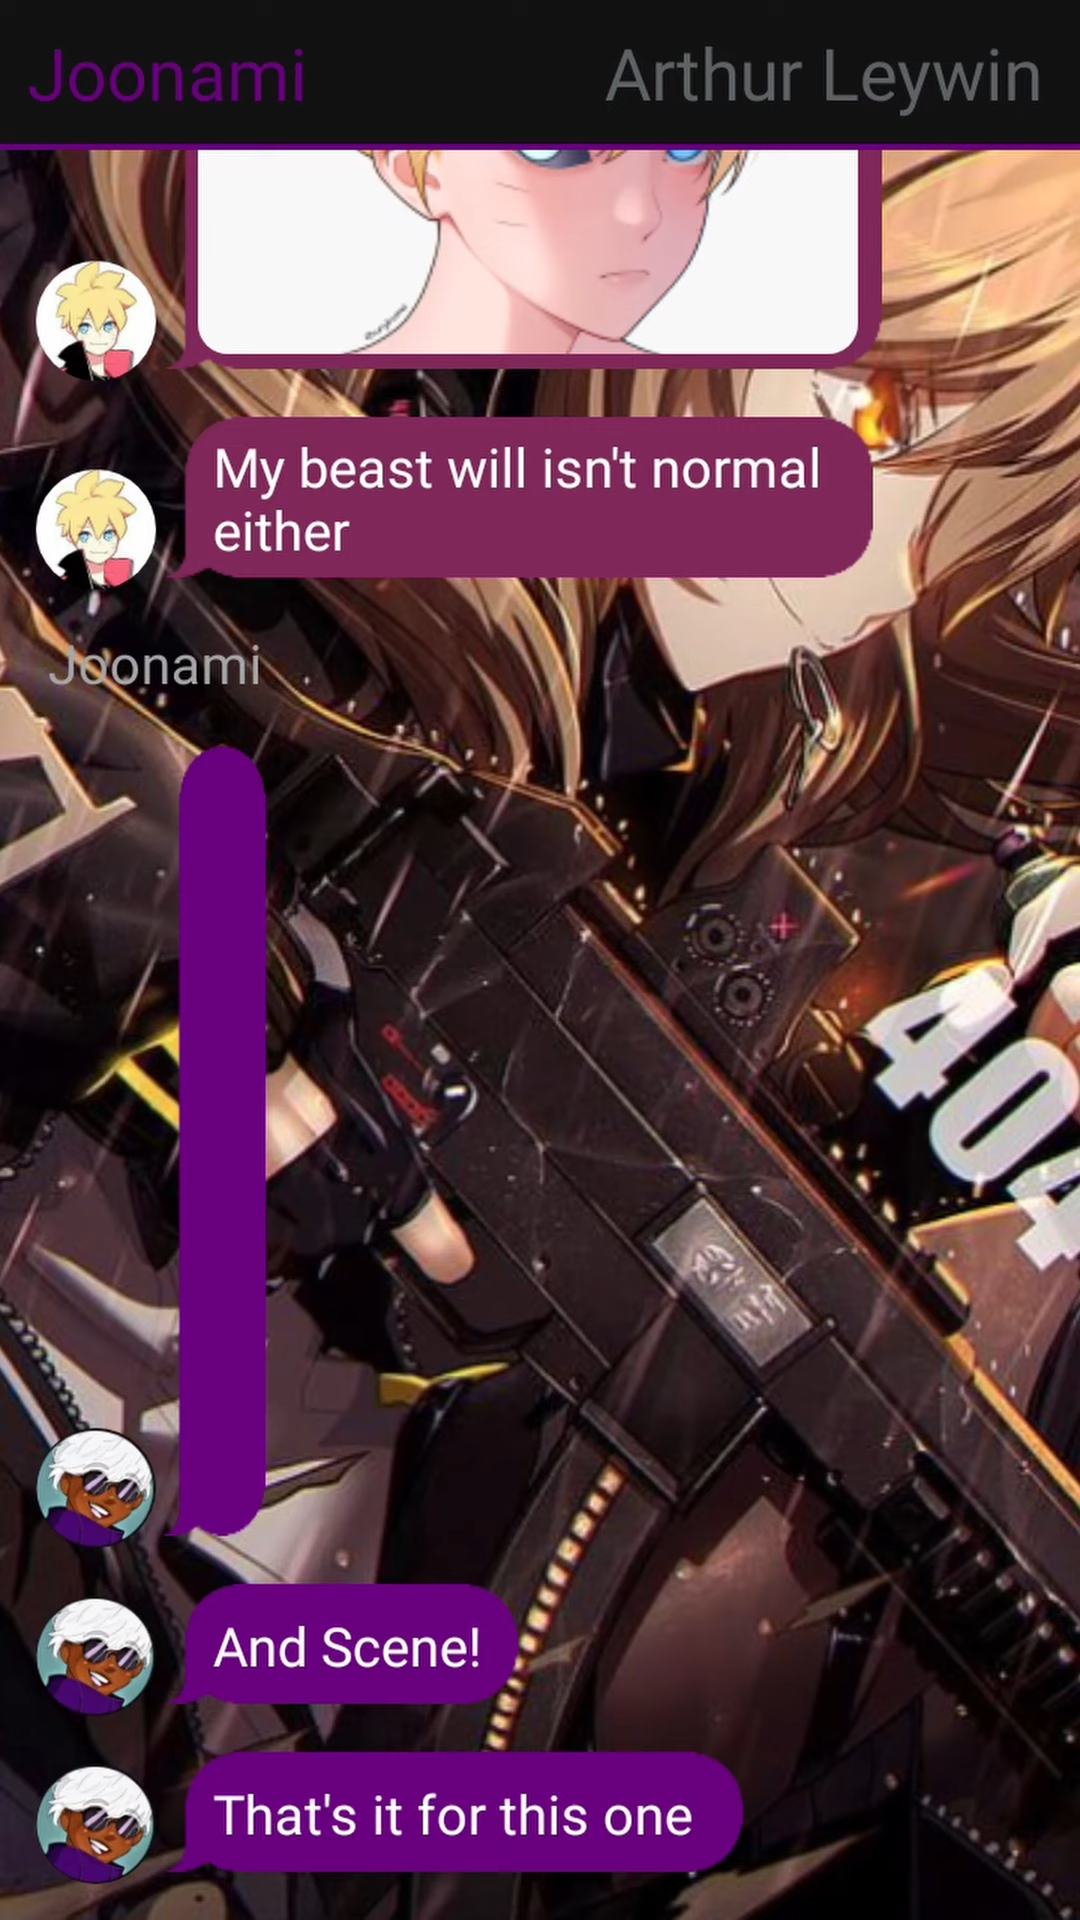 Joonami
Arthur Leywin
My beast will isn't normal
either
Joonami
404
And Scene!
That's it for this one